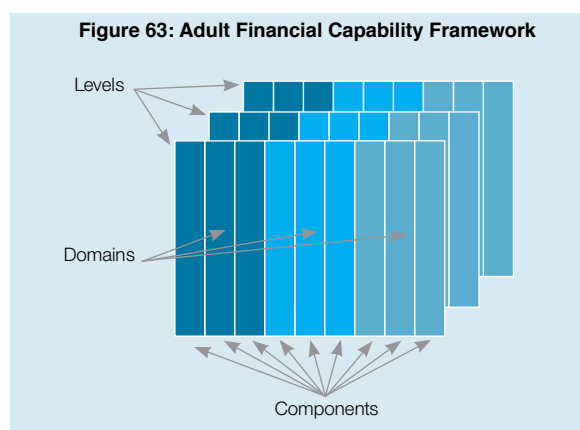 Figure 63: Adult Financial Capability Framework
Levels
Domains
Components